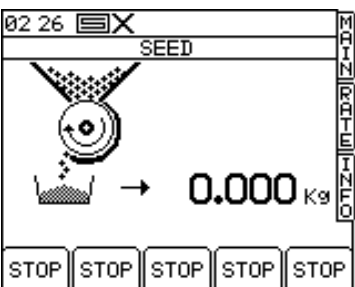 02 26
SEED
0.000 Kg
STOP STOP STOP STOP STOP
MAIN
RATE
INFO